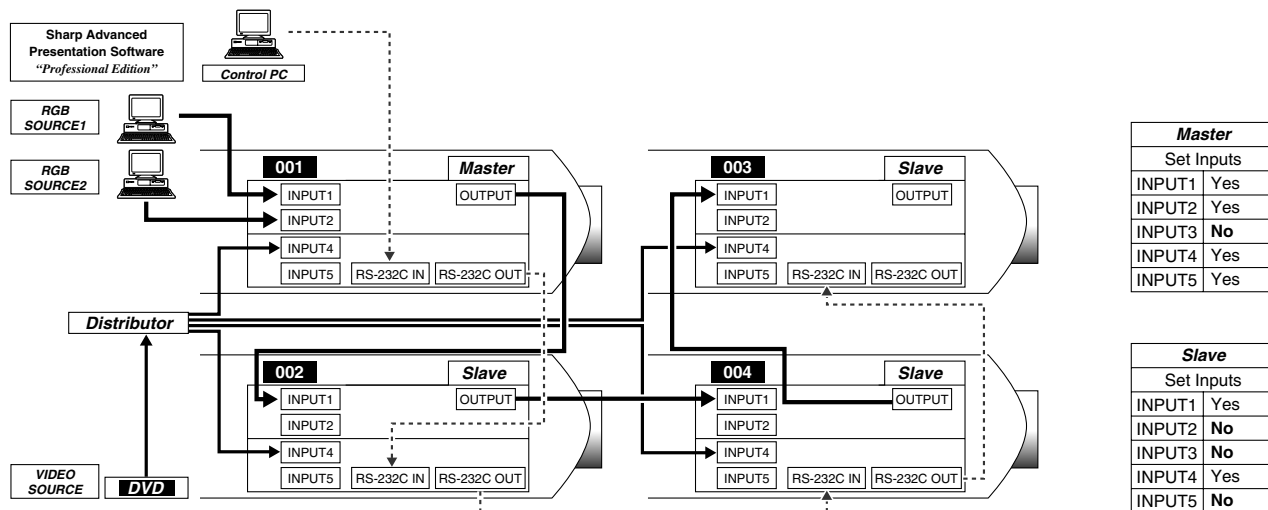 Sharp Advanced
Presentation Software
“Professional Edition”
Control PC
RGB
SOURCE1
RGB
SOURCE2
001
Master
INPUT1
OUTPUT
INPUT2
INPUT4
INPUT5
RS-232C IN
RS-232C OUT
003
Slave
INPUT1
OUTPUT
INPUT2
INPUT4
INPUT5
RS-232C IN
RS-232C OUT
Master
Set Inputs
INPUT1 Yes
INPUT2 Yes
INPUT3 No
INPUT4 Yes
INPUT5 Yes
Distributor
002
Slave
INPUT1
OUTPUT
INPUT2
INPUT4
INPUT5
RS-232C IN
RS-232C OUT
004
Slave
INPUT1
OUTPUT
INPUT2
INPUT4
INPUT5
RS-232C IN
RS-232C OUT
Slave
Set Inputs
INPUT1 Yes
INPUT2 No
INPUT3 No
INPUT4 Yes
INPUT5 No
VIDEO
SOURCE
DVD